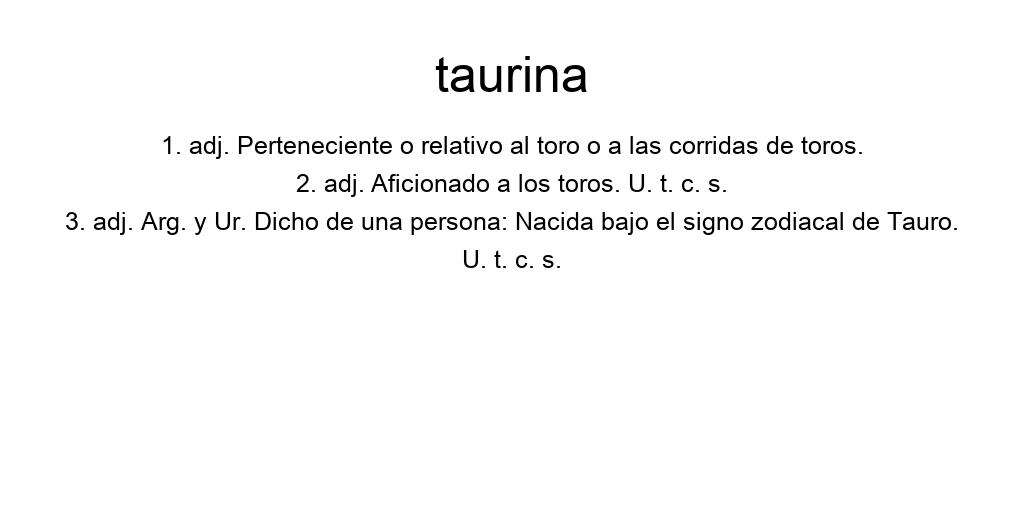 taurina
1. adj. Perteneciente o relativo al toro o a las corridas de toros.
2. adj. Aficionado a los toros. U. t. c. s.
3. adj. Arg. y Ur. Dicho de una persona: Nacida bajo el signo zodiacal de Tauro.
U. t. c. s.